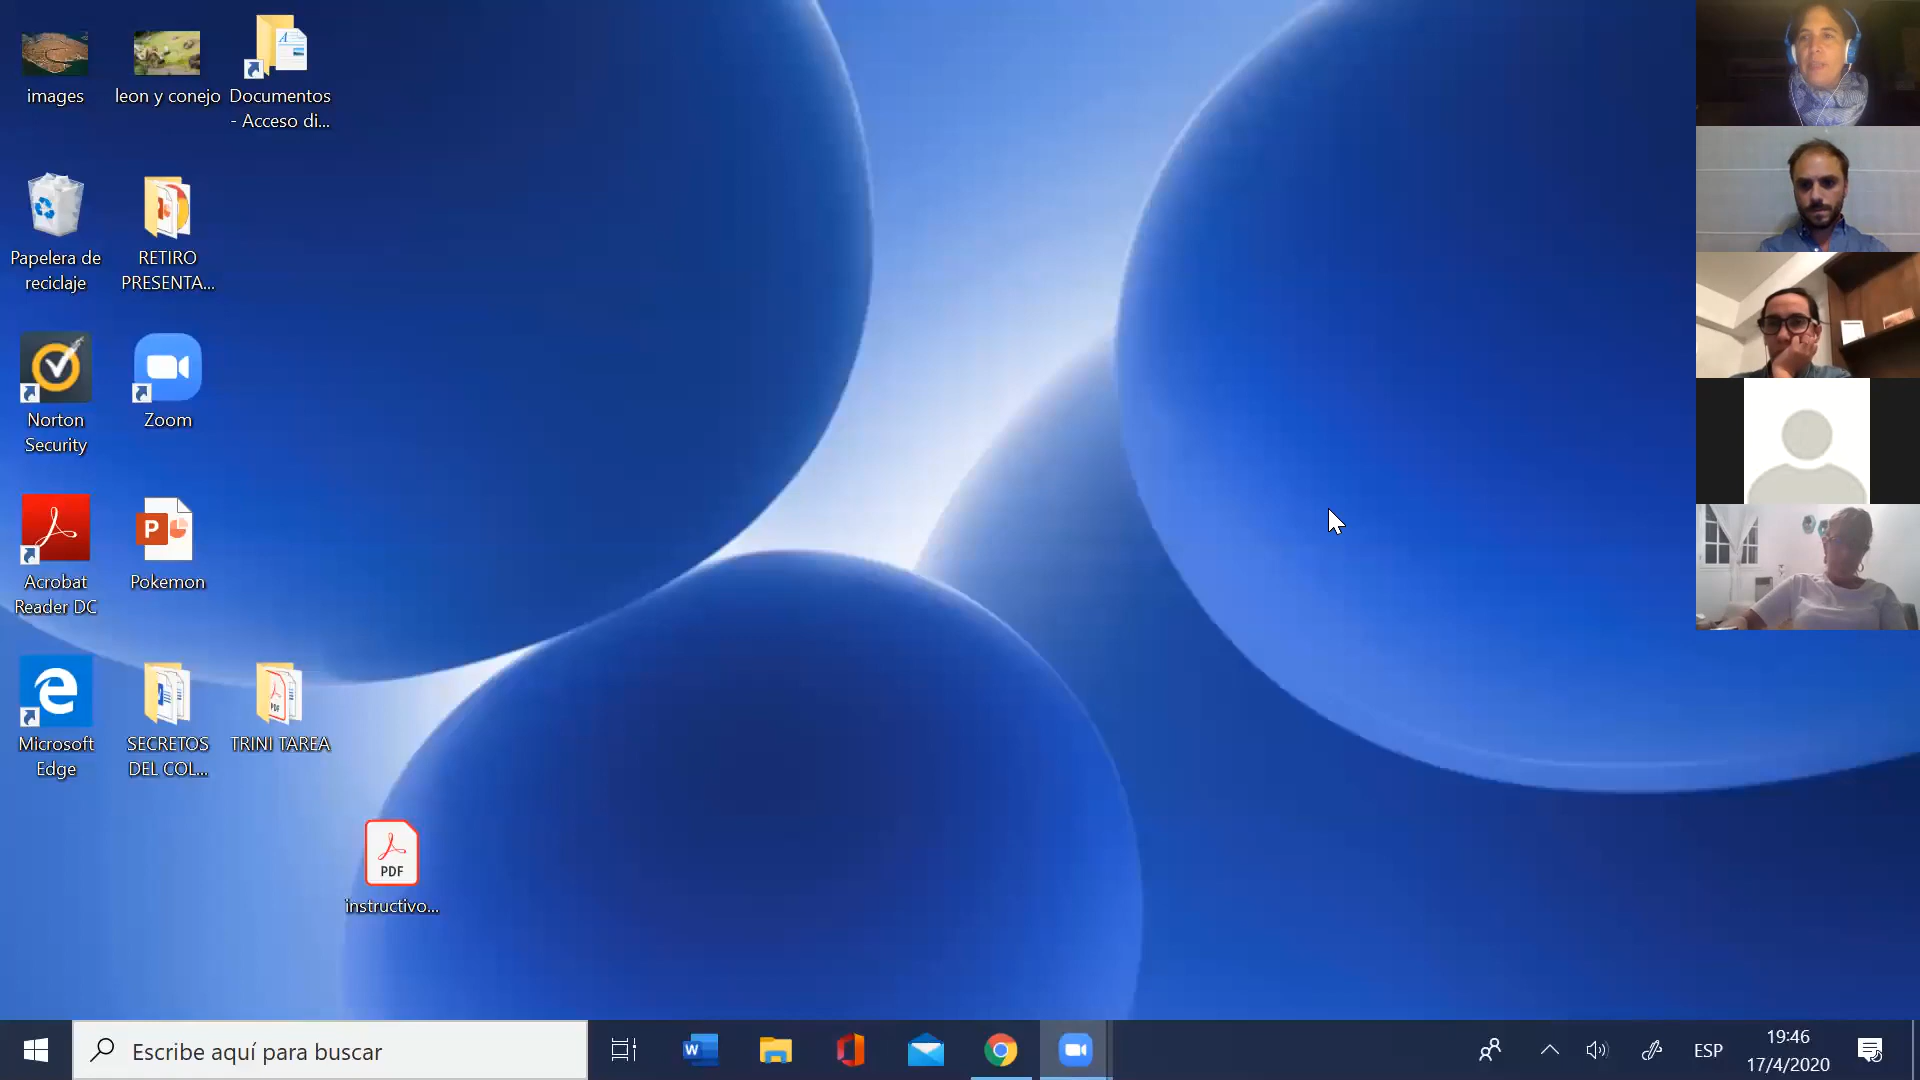 images
leon y conejo
Documentos
- Acceso di...
Papelera de
reciclaje
RETIRO
PRESENTA...
Norton
Security
Zoom
Acrobat
Reader DC
P
Pokemon
Microsoft
Edge
SECRETOS
DEL COL...
PDF
TRINI TAREA
PDF
instructivo...
Escribe aquí para buscar
W
ESP
19:46
17/4/2020